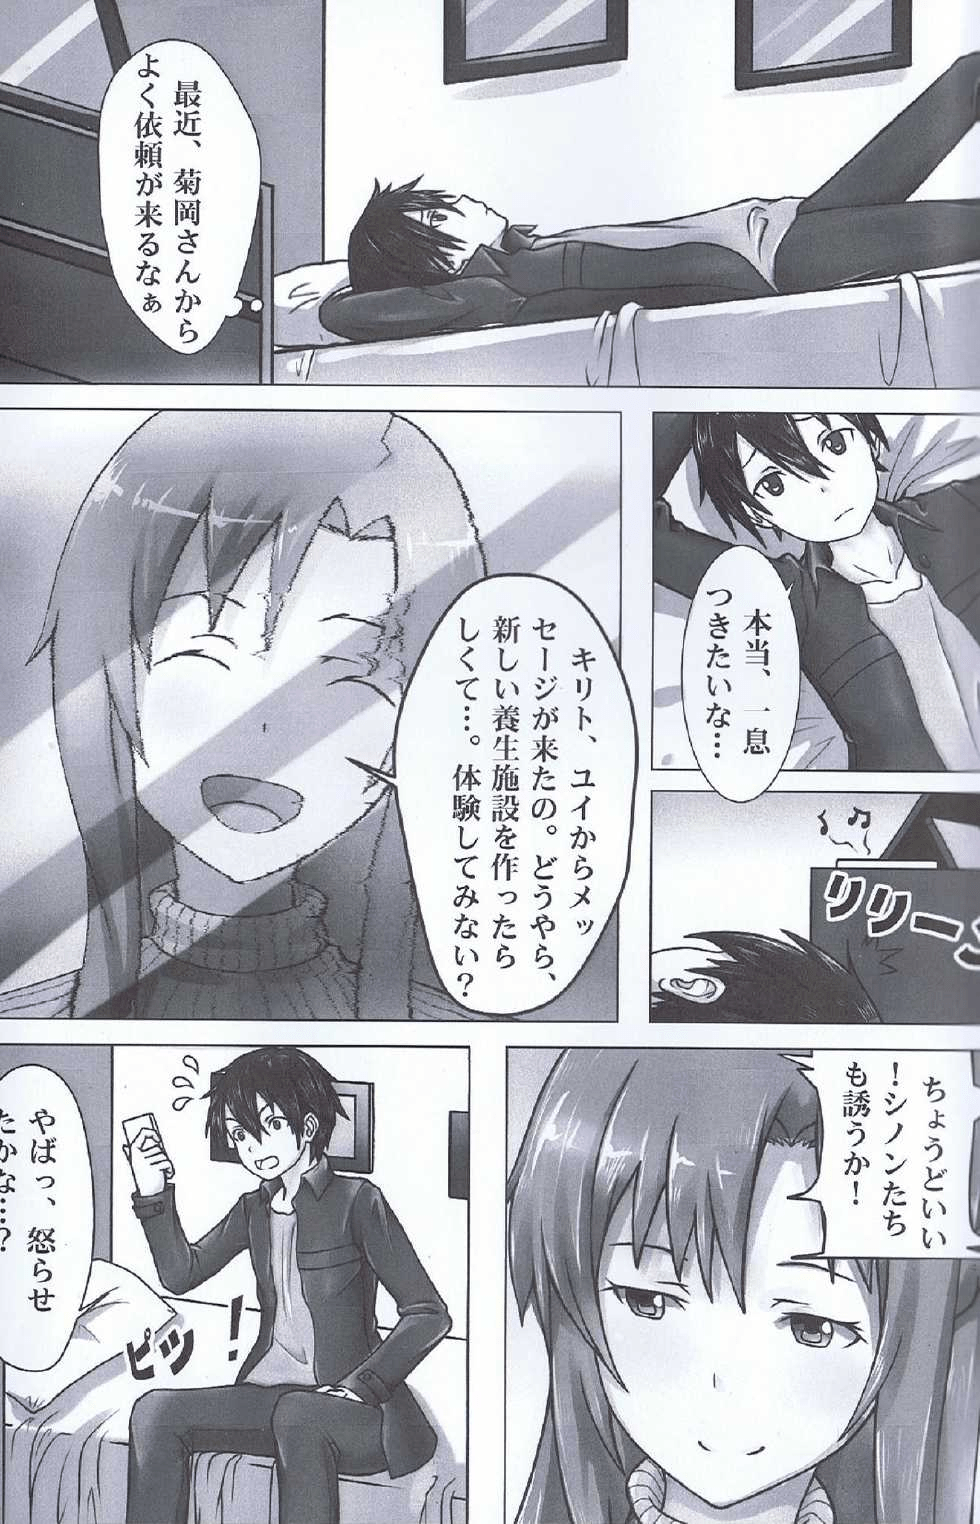 最近、菊岡さんから
よく依頼が来るなぁ
本当、一息
つきたいな…
リリーン
キリト、ユイからメッ
セージが来たの。どうやら、
新しい養生施設を作ったら
しくて…。体験してみない？
ちょうどいい
！シノンたち
も誘うか！
ピッ！
やばっ、怒らせ
たかな…？